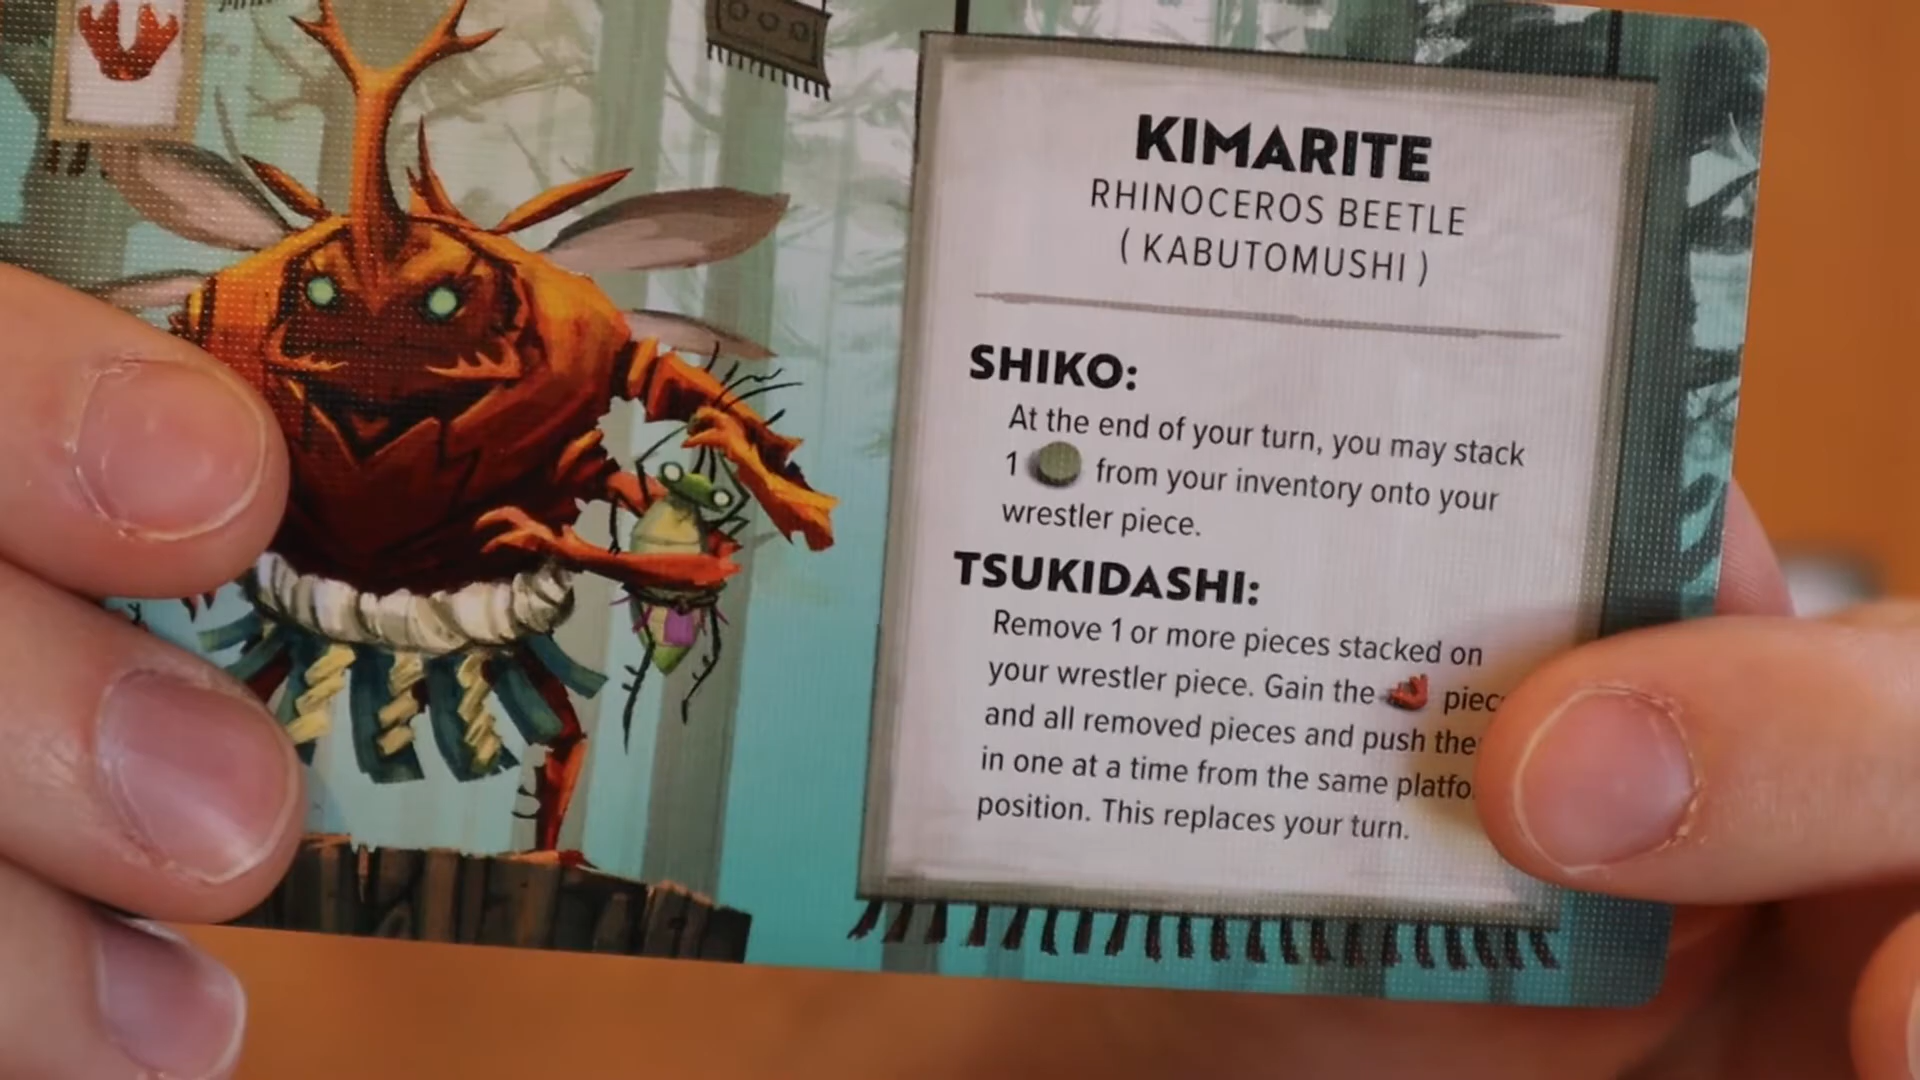 KIMARITE
RHINOCEROS BEETLE
( KABUTOMUSHI )
SHIKO:
At the end of your turn, you may stack
1 from your inventory onto your
wrestler piece.
TSUKIDASHI:
Remove 1 or more pieces stacked on
your wrestler piece. Gain the
and all removed pieces and push
in one at a time from the same
position. This replaces your turn.